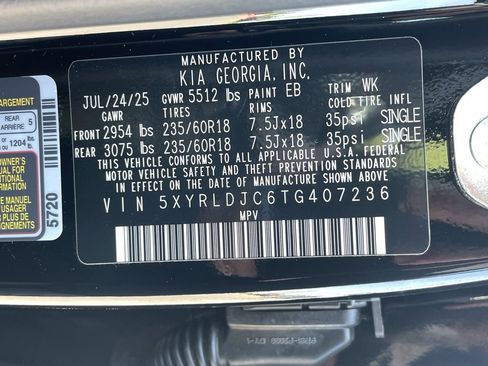 MANUFACTURED BY
KIA GEORGIA, INC.
JUL/24/25 GVWR 5512 lbs PAINT EB TRIM WK
GAWR TIRES RIMS COLD TIRE INFL
FRONT 2954 lbs 235/60R18 7.5Jx18 35psi SINGLE
REAR 3075 lbs 235/60R18 7.5Jx18 35psi SINGLE
THIS VEHICLE CONFORMS TO ALL APPLICABLE U.S.A. FEDERAL
MOTOR VEHICLE SAFETY AND THEFT PREVENTION STANDARDS
IN EFFECT ON THE DATE OF MANUFACTURE SHOWN ABOVE.
VIN 5XYRLDJC6TG407236
MPV
REAR
ARRIÈRE 5
1204
5720